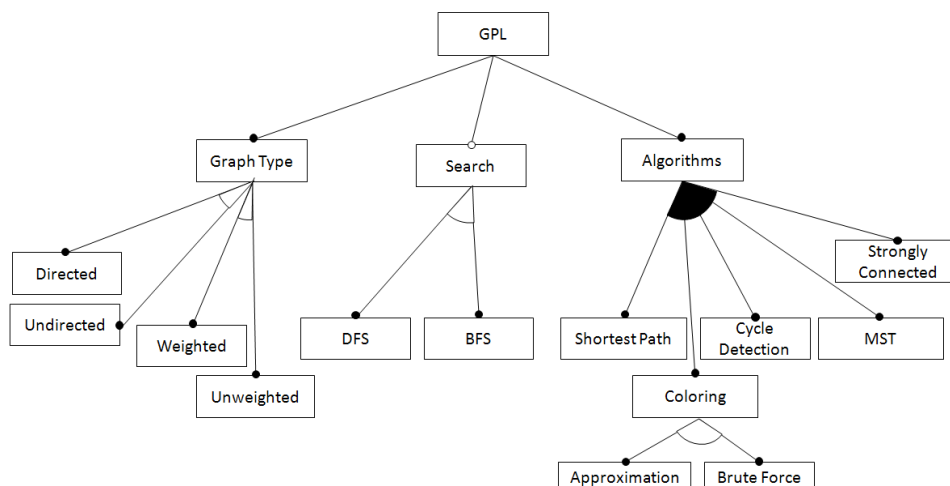 GPL
Graph Type
Search
Algorithms
Directed
Strongly
Connected
Undirected
Weighted
DFS
BFS
Shortest Path
Cycle
Detection
MST
Unweighted
Coloring
Approximation
Brute Force